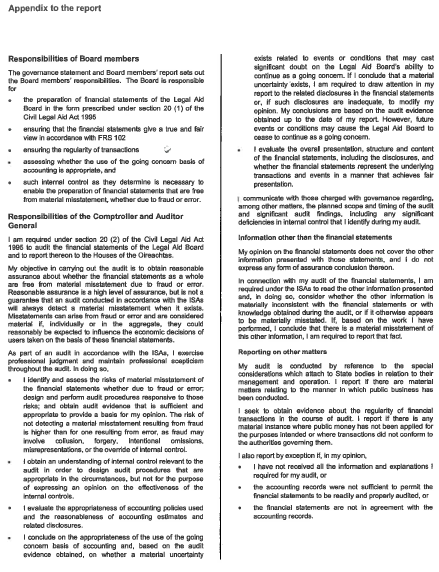 Appendix to the report
Responsibilities of Board members
The governance statement and Board members' report sets out
the Board members' responsibilities. The Board is responsible
for
• the preparation of financial statements of the Legal Aid
Board in the form prescribed under section 20 (1) of the
Civil Legal Aid Act 1995
• ensuring that the financial statements give a true and fair
view in accordance with FRS 102
• ensuring the regularity of transactions
• assessing whether the use of the going concern basis of
accounting is appropriate, and
• such internal control as they determine is necessary to
enable the preparation of financial statements that are free
from material misstatement, whether due to fraud or error.
Responsibilities of the Comptroller and Auditor
General
I am required under section 20 (2) of the Civil Legal Aid Act
1995 to audit the financial statements of the Legal Aid Board
and to report thereon to the Houses of the Oireachtas.
My objective in carrying out the audit is to obtain reasonable
assurance about whether the financial statements as a whole
are free from material misstatement due to fraud or error.
Reasonable assurance is a high level of assurance, but is not a
guarantee that an audit conducted in accordance with the ISAs
will always detect a material misstatement when it exists.
Misstatements can arise from fraud or error and are considered
material if, individually or in the aggregate, they could
reasonably be expected to influence the economic decisions of
users taken on the basis of these financial statements.
As part of an audit in accordance with the ISAs, I exercise
professional judgment and maintain professional scepticism
throughout the audit. In doing so,
• I identify and assess the risks of material misstatement of
the financial statements whether due to fraud or error;
design and perform audit procedures responsive to those
risks; and obtain audit evidence that is sufficient and
appropriate to provide a basis for my opinion. The risk of
not detecting a material misstatement resulting from fraud
is higher than for one resulting from error, as fraud may
involve collusion, forgery, intentional omissions,
misrepresentations, or the override of internal control.
• I obtain an understanding of internal control relevant to the
audit in order to design audit procedures that are
appropriate in the circumstances, but not for the purpose
of expressing an opinion on the effectiveness of the
internal controls.
• I evaluate the appropriateness of accounting policies used
and the reasonableness of accounting estimates and
related disclosures.
• I conclude on the appropriateness of the use of the going
concern basis of accounting and, based on the audit
evidence obtained, on whether a material uncertainty
exists related to events or conditions that may cast
significant doubt on the Legal Aid Board's ability to
continue as a going concern. If I conclude that a material
uncertainty exists, I am required to draw attention in my
report to the related disclosures in the financial statements
or, if such disclosures are inadequate, to modify my
opinion. My conclusions are based on the audit evidence
obtained up to the date of my report. However, future
events or conditions may cause the Legal Aid Board to
cease to continue as a going concern.
• I evaluate the overall presentation, structure and content
of the financial statements, including the disclosures, and
whether the financial statements represent the underlying
transactions and events in a manner that achieves fair
presentation.
I communicate with those charged with governance regarding,
among other matters, the planned scope and timing of the audit
and significant audit findings, including any significant
deficiencies in internal control that I identify during my audit.
Information other than the financial statements
My opinion on the financial statements does not cover the other
information presented with those statements, and I do not
express any form of assurance conclusion thereon.
In connection with my audit of the financial statements, I am
required under the ISAs to read the other information presented
and, in doing so, consider whether the other information is
materially inconsistent with the financial statements or with
knowledge obtained during the audit, or if it otherwise appears
to be materially misstated. If, based on the work I have
performed, I conclude that there is a material misstatement of
this other information, I am required to report that fact.
Reporting on other matters
My audit is conducted by reference to the special
considerations which attach to State bodies in relation to their
management and operation. I report if there are material
matters relating to the manner in which public business has
been conducted.
I seek to obtain evidence about the regularity of financial
transactions in the course of audit. I report if there is any
material instance where public money has not been applied for
the purposes intended or where transactions did not conform to
the authorities governing them.
I also report by exception if, in my opinion,
• I have not received all the information and explanations I
required for my audit, or
• the accounting records were not sufficient to permit the
financial statements to be readily and properly audited, or
• the financial statements are not in agreement with the
accounting records.